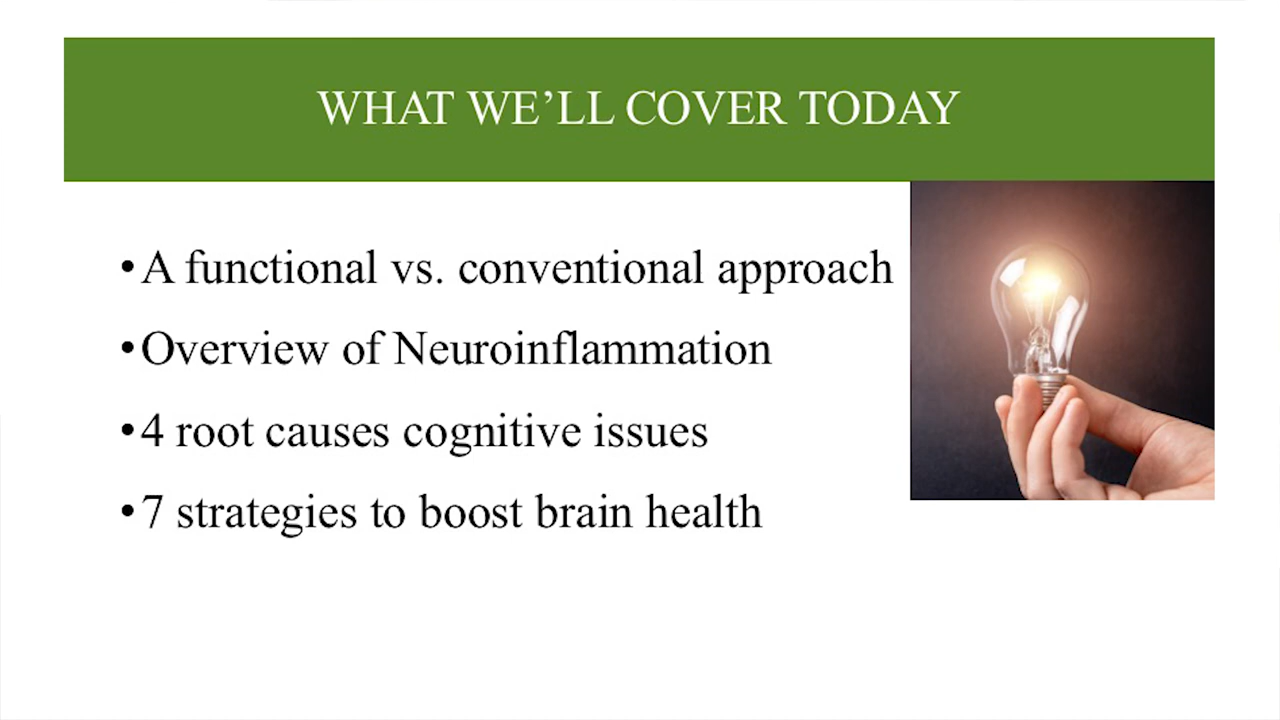 WHAT WE’LL COVER TODAY
•A functional vs. conventional approach
•Overview of Neuroinflammation
•4 root causes cognitive issues
•7 strategies to boost brain health